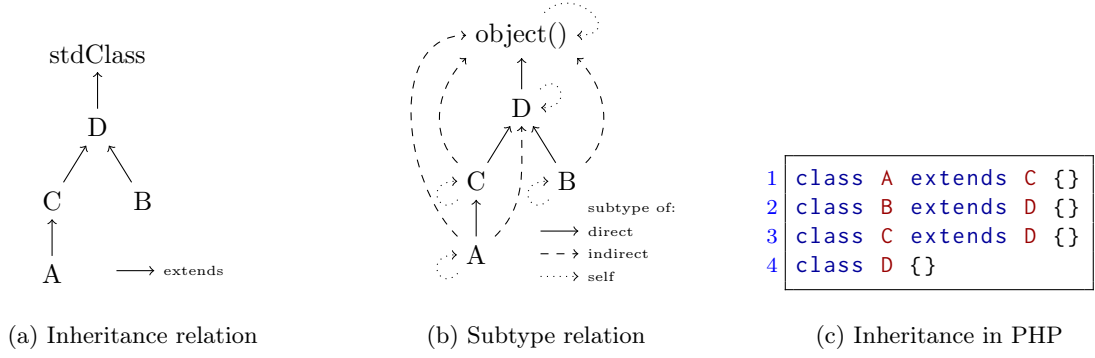 stdClass
D
C
B
A
extends
(a) Inheritance relation
object()
D
C
B
A
subtype of:
direct
indirect
self
(b) Subtype relation
1 class A extends C {}
2 class B extends D {}
3 class C extends D {}
4 class D {}
(c) Inheritance in PHP